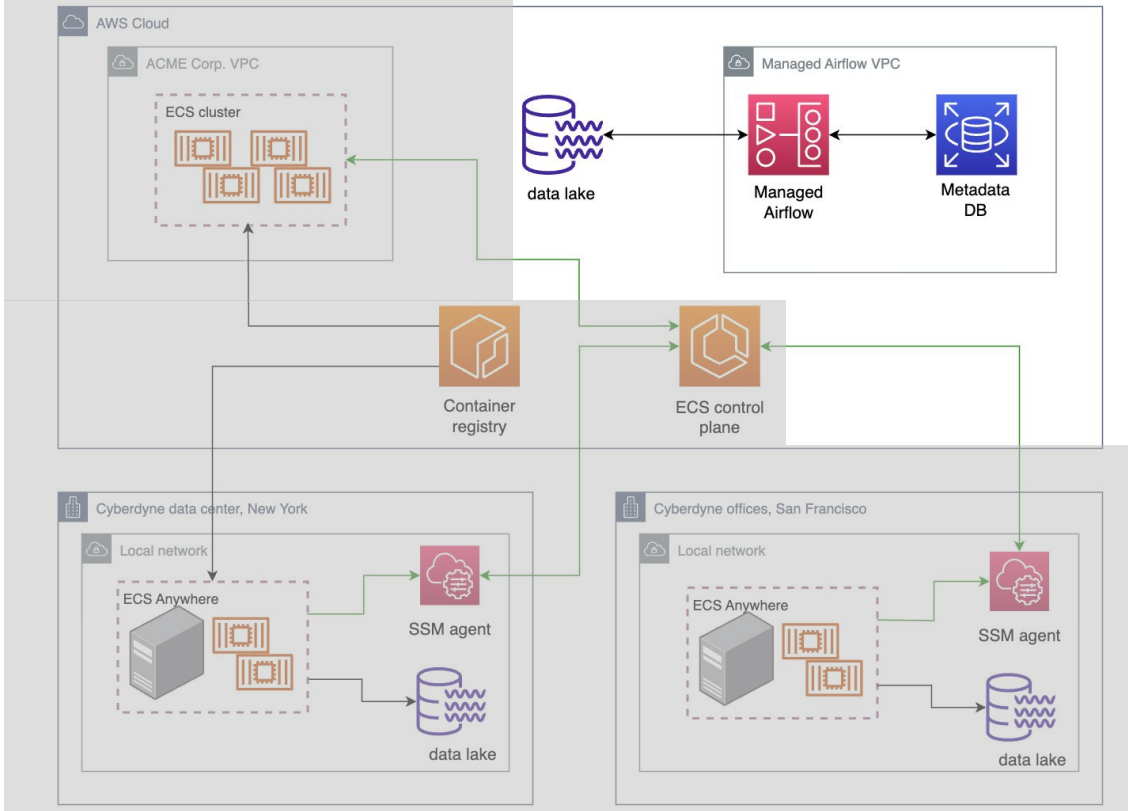 AWS Cloud
ACME Corp. VPC
Managed Airflow VPC
ECS cluster
data lake
Managed
Airflow
Metadata
DB
Container
registry
ECS control
plane
Cyberdyne data center, New York
Local network
ECS Anywhere
SSM agent
data lake
Cyberdyne offices, San Francisco
Local network
ECS Anywhere
SSM agent
data lake